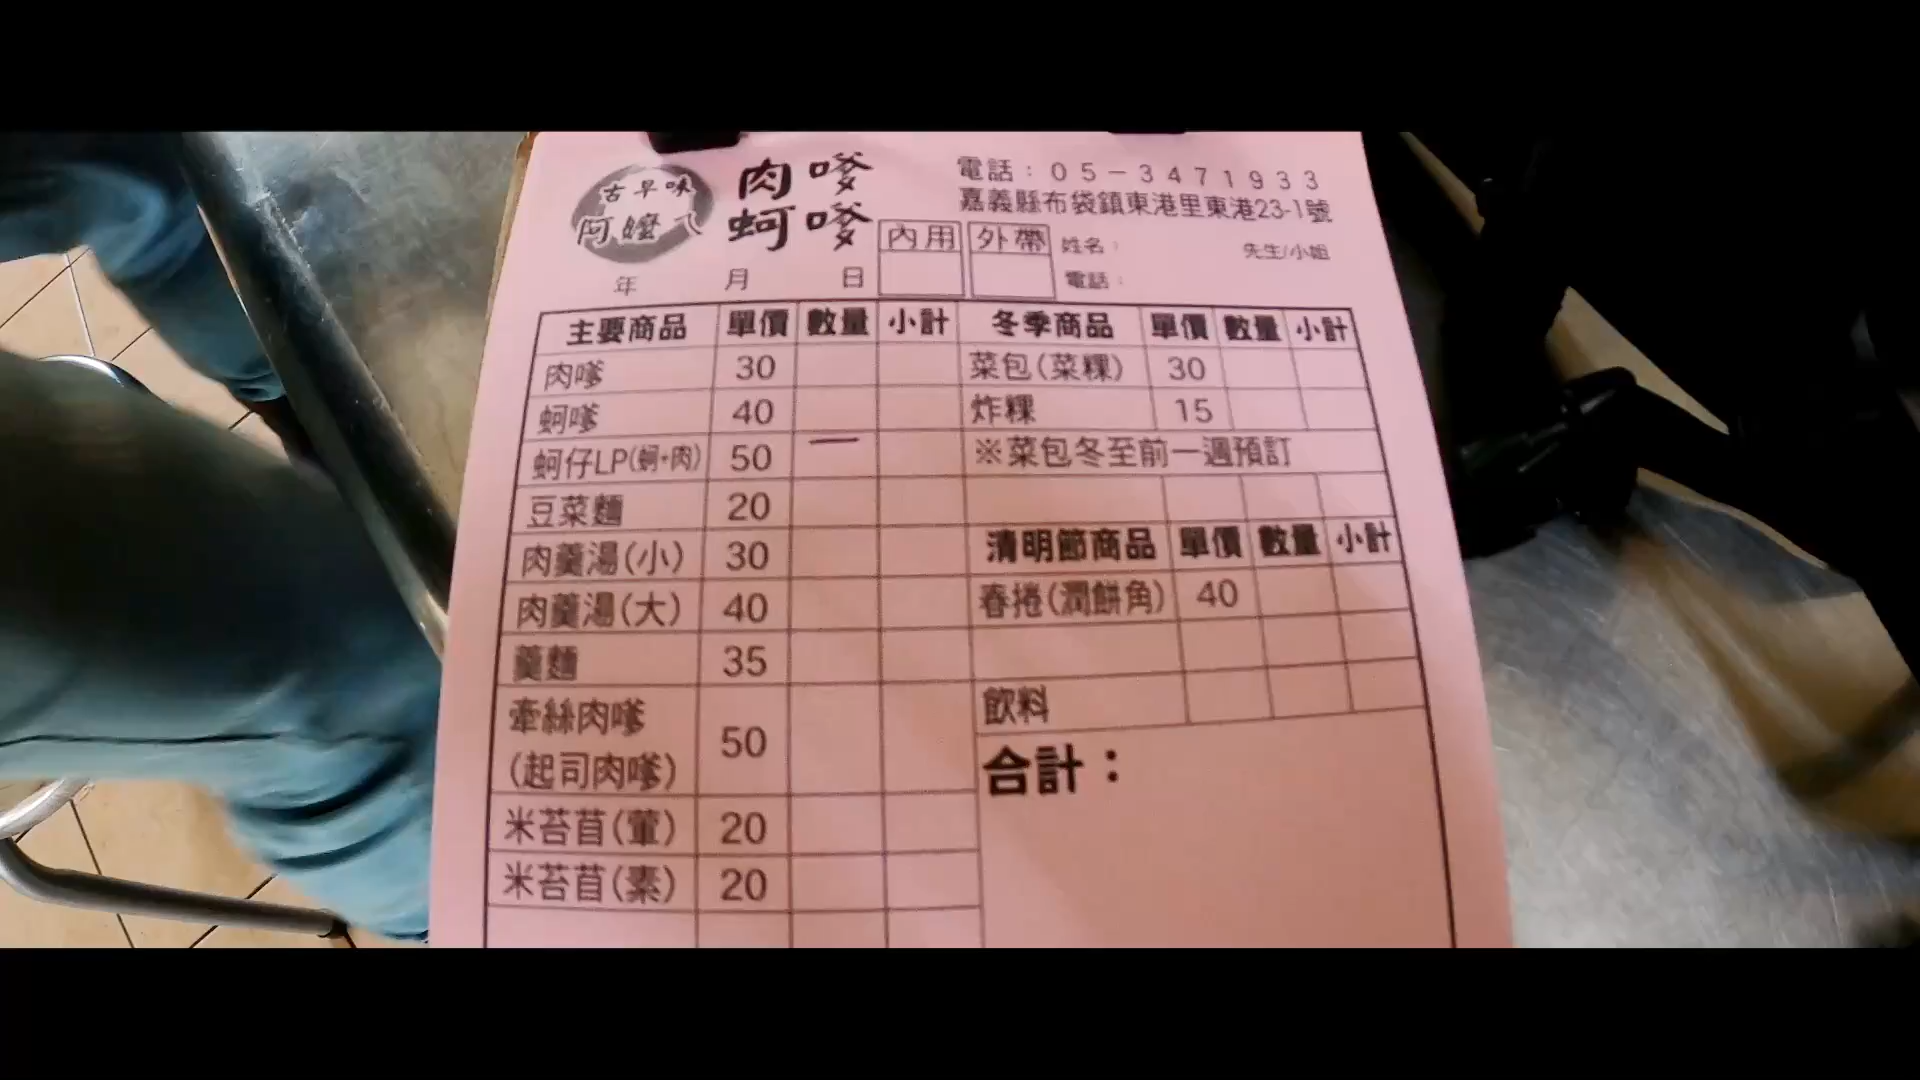 古早味
阿嬤ㄟ
肉嗲
蚵嗲
電話：05-3471933
嘉義縣布袋鎮東港里東港23-1號
內用 外帶 姓名： 先生/小姐
電話：
年 月 日
主要商品 單價 數量 小計
肉嗲 30
蚵嗲 40
蚵仔LP(蚵+肉) 50 一
豆菜麵 20
肉羹湯(小) 30
肉羹湯(大) 40
羹麵 35
牽絲肉嗲
(起司肉嗲) 50
米苔苜(葷) 20
米苔苜(素) 20
冬季商品 單價 數量 小計
菜包(菜粿) 30
炸粿 15
※菜包冬至前一週預訂
清明節商品 單價 數量 小計
春捲(潤餅角) 40
飲料
合計：